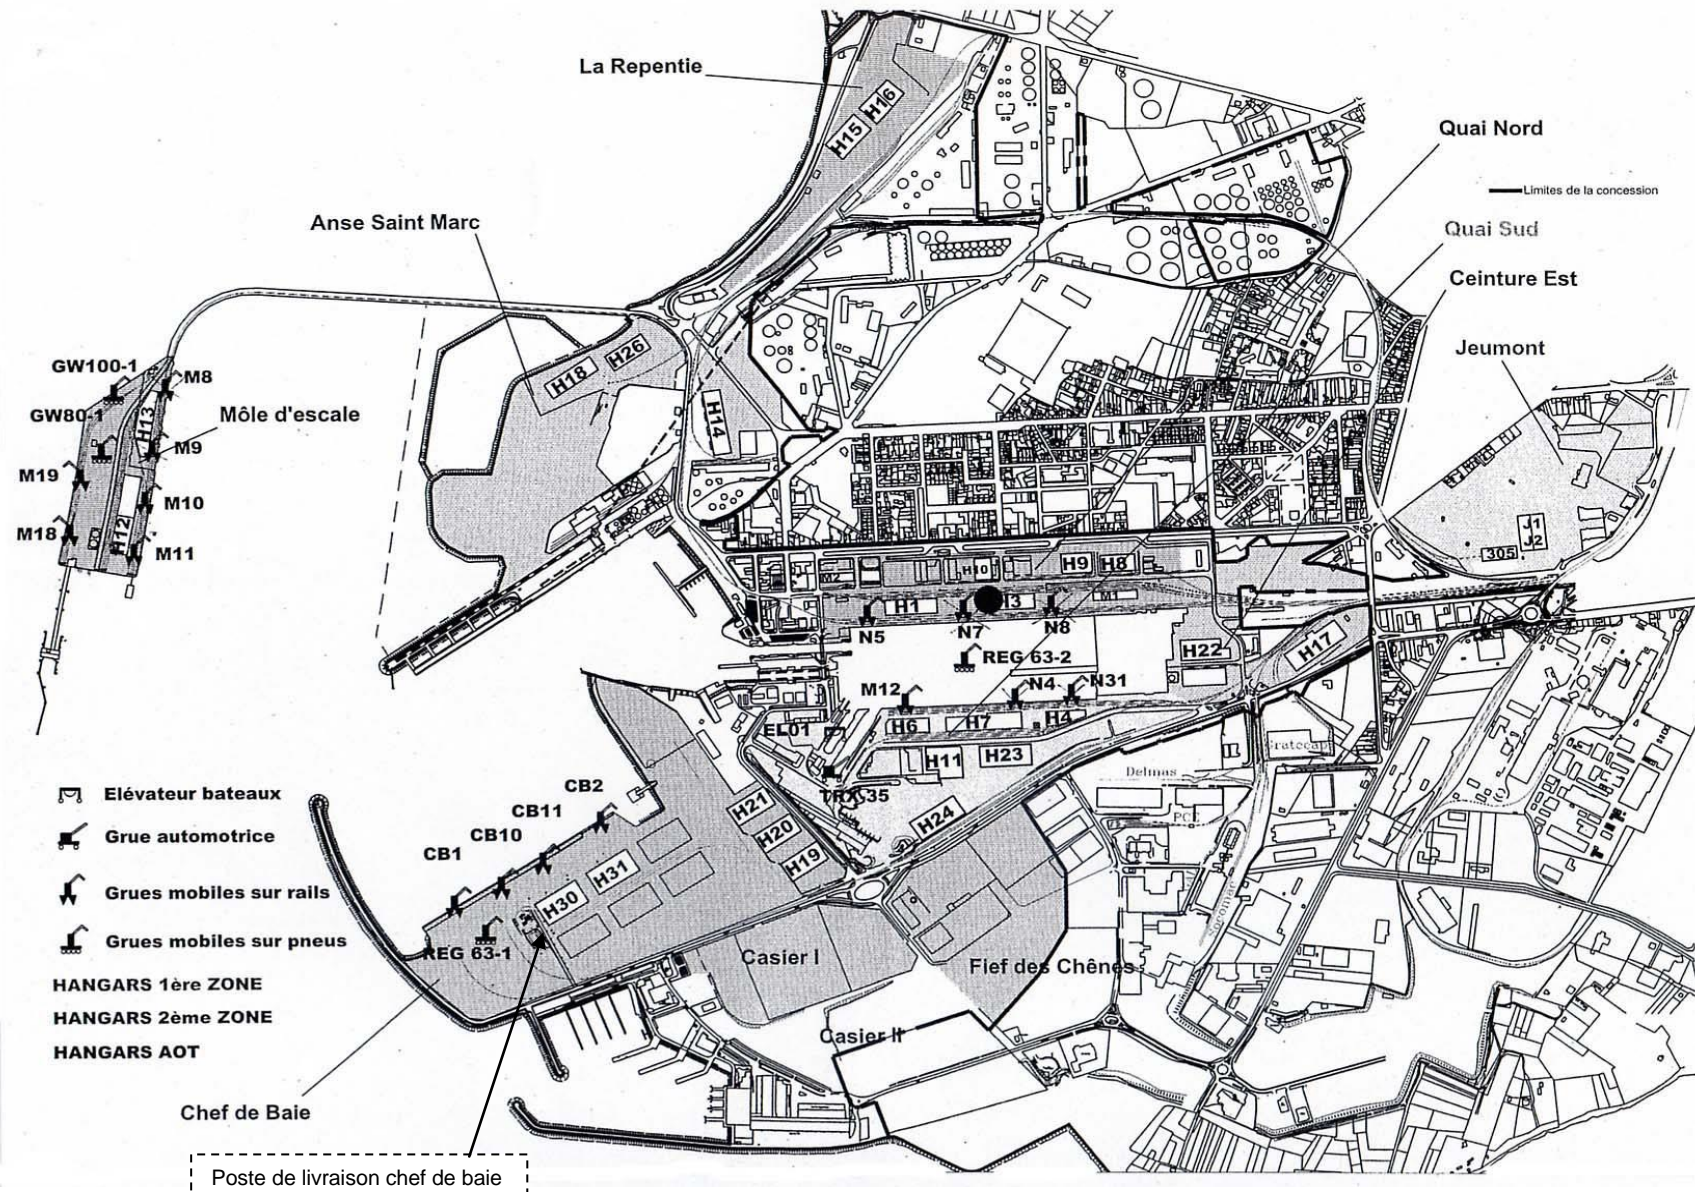 La Repentie
H16
H15
Quai Nord
Limites de la concession
Anse Saint Marc
Quai Sud
Ceinture Est
Jeumont
GW100-1
M8
H26
H18
GW80-1
H13
Môle d'escale
H14
M9
M19
M10
M18
H12
M11
J1
J2
305
H10
H9
H8
M2
H1
H3
M1
N5
N7
N8
H22
H17
REG 63-2
M12
N4
N31
H6
H7
H4
EL01
H11
H23
Gratecap
Delmas
TRX 35
PCE
H24
Elévateur bateaux
CB2
CB11
H21
Grue automotrice
CB10
H20
CB1
H19
H31
Grues mobiles sur rails
H30
Grues mobiles sur pneus
REG 63-1
Casier I
Fief des Chênes
HANGARS 1ère ZONE
HANGARS 2ème ZONE
Casier II
HANGARS AOT
Chef de Baie
Poste de livraison chef de baie